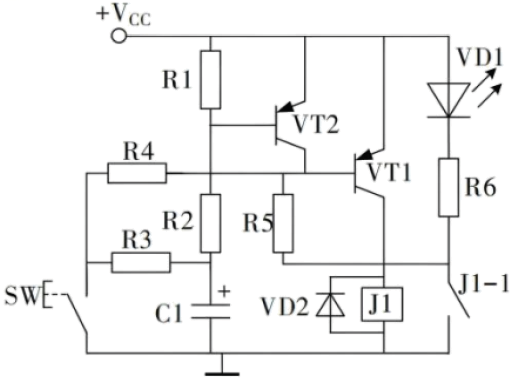 +VCC
VD1
R1
VT2
R4
VT1
R6
R2
R5
R3
SW
+
C1
VD2
J1
J1-1